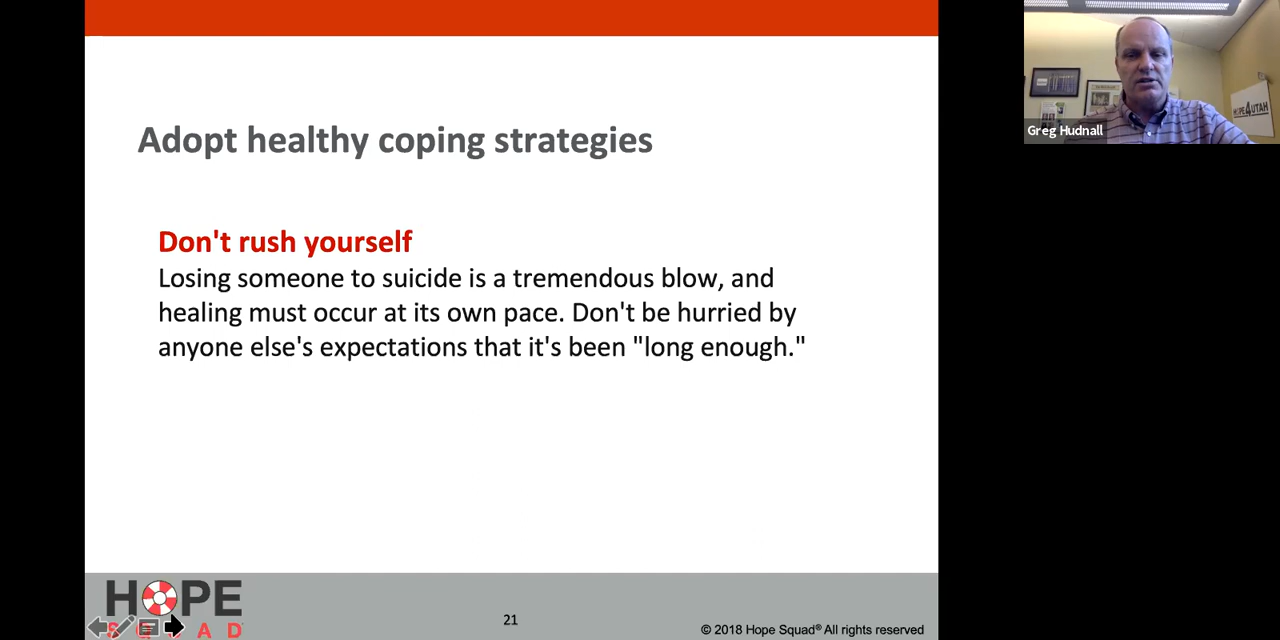 Adopt healthy coping strategies
Don't rush yourself
Losing someone to suicide is a tremendous blow, and
healing must occur at its own pace. Don't be hurried by
anyone else's expectations that it's been "long enough."
HOPE
SQUAD
21
© 2018 Hope Squad® All rights reserved
Greg Hudnall
HOPE4UTAH